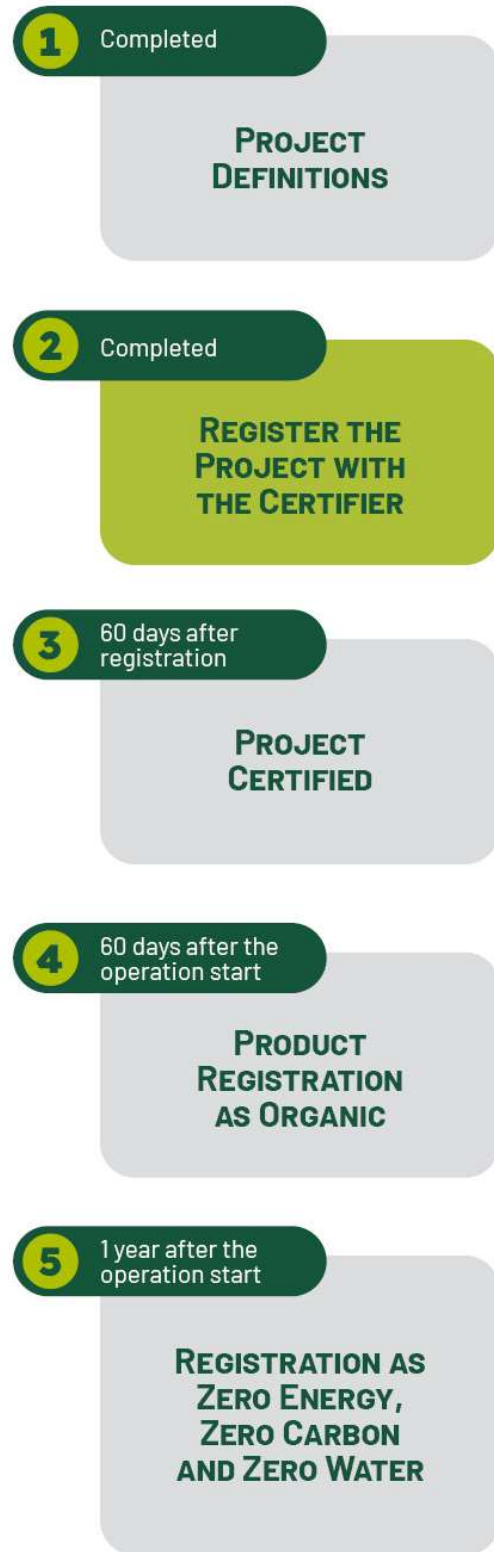 1
Completed
PROJECT
DEFINITIONS
2
Completed
REGISTER THE
PROJECT WITH
THE CERTIFIER
3
60 days after
registration
PROJECT
CERTIFIED
4
60 days after the
operation start
PRODUCT
REGISTRATION
AS ORGANIC
5
1 year after the
operation start
REGISTRATION AS
ZERO ENERGY,
ZERO CARBON
AND ZERO WATER